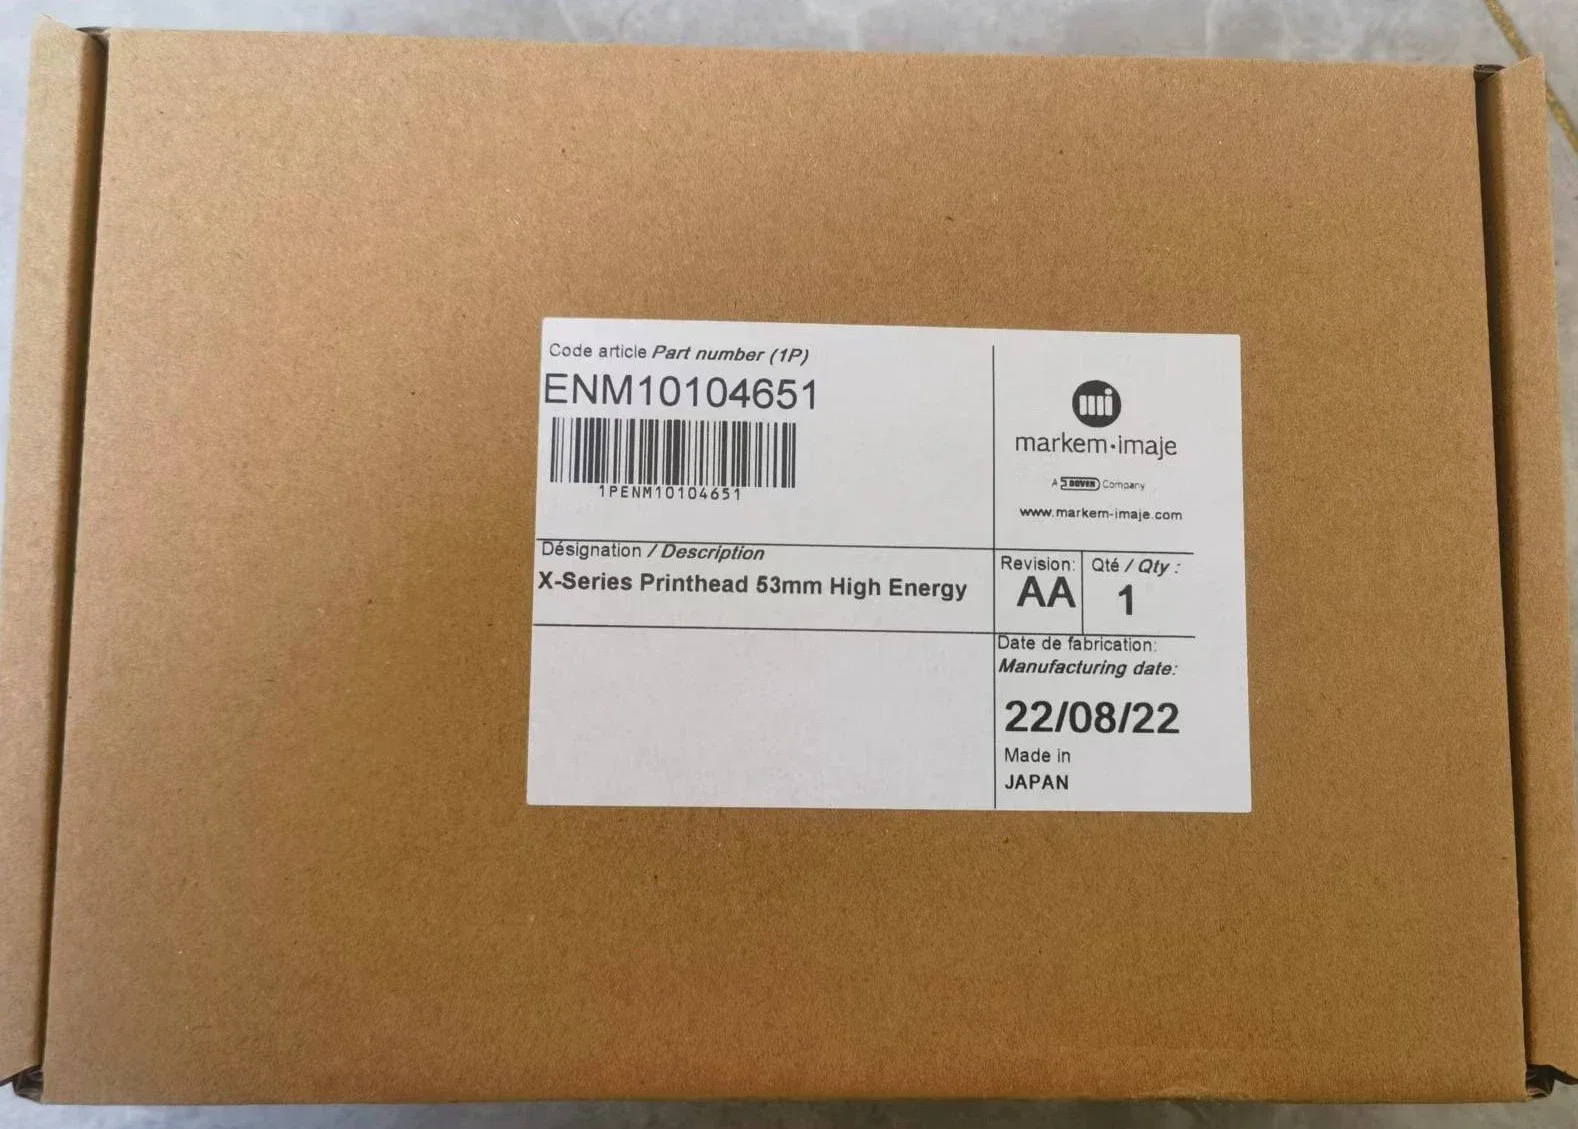 Code article Part number (1P)
ENM10104651
1PENM10104651
mi
markem·imaje
A DOVER Company
www.markem-imaje.com
Désignation / Description
X-Series Printhead 53mm High Energy
Revision:
AA
Qté / Qty :
1
Date de fabrication:
Manufacturing date:
22/08/22
Made in
JAPAN